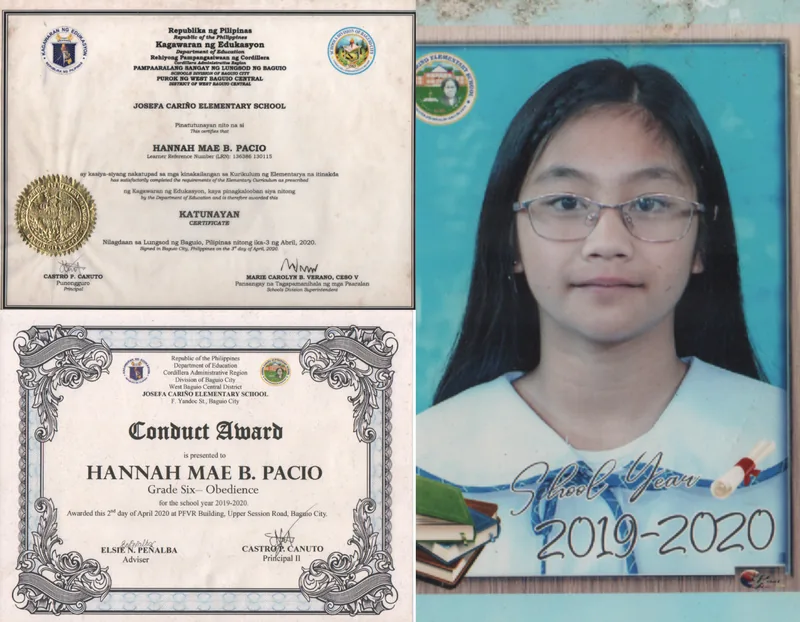 Republika ng Pilipinas
Republic of the Philippines
Kagawaran ng Edukasyon
Department of Education
Rehiyong Pampangasiwaan ng Cordillera
Cordillera Administrative Region
PAMPAARALANG SANGAY NG LUNGSOD NG BAGUIO
SCHOOLS DIVISION OF BAGUIO CITY
PUROK NG WEST BAGUIO CENTRAL
DISTRICT OF WEST BAGUIO CENTRAL
JOSEFA CARIÑO ELEMENTARY SCHOOL
Pinatutunayan nito na si
This certifies that
HANNAH MAE B. PACIO
Learner Reference Number (LRN): 136386 130115
ay kasiya-siyang nakatupad sa mga kinakailangan sa Kurikulum ng Elementarya na itinakda
has satisfactorily completed the requirements of the Elementary Curriculum as prescribed
ng Kagawaran ng Edukasyon, kaya pinagkalooban siya nitong
by the Department of Education and is therefore awarded this
KATUNAYAN
CERTIFICATE
Nilagdaan sa Lungsod ng Baguio, Pilipinas nitong ika-3 ng Abril, 2020.
Signed in Baguio City, Philippines on the 3rd day of April, 2020.
CASTRO P. CANUTO
Punongguro
Principal
MARIE CAROLYN B. VERANO, CESO V
Pansangay na Tagapamanihala ng mga Paaralan
Schools Division Superintendent
Republic of the Philippines
Department of Education
Cordillera Administrative Region
Division of Baguio City
West Baguio Central District
JOSEFA CARIÑO ELEMENTARY SCHOOL
F. Yandoc St., Baguio City
Conduct Award
is presented to
HANNAH MAE B. PACIO
Grade Six– Obedience
for the school year 2019-2020.
Awarded this 2nd day of April 2020 at PFVR Building, Upper Session Road, Baguio City.
ELSIE N. PEÑALBA
Adviser
CASTRO P. CANUTO
Principal II
School Year
2019-2020